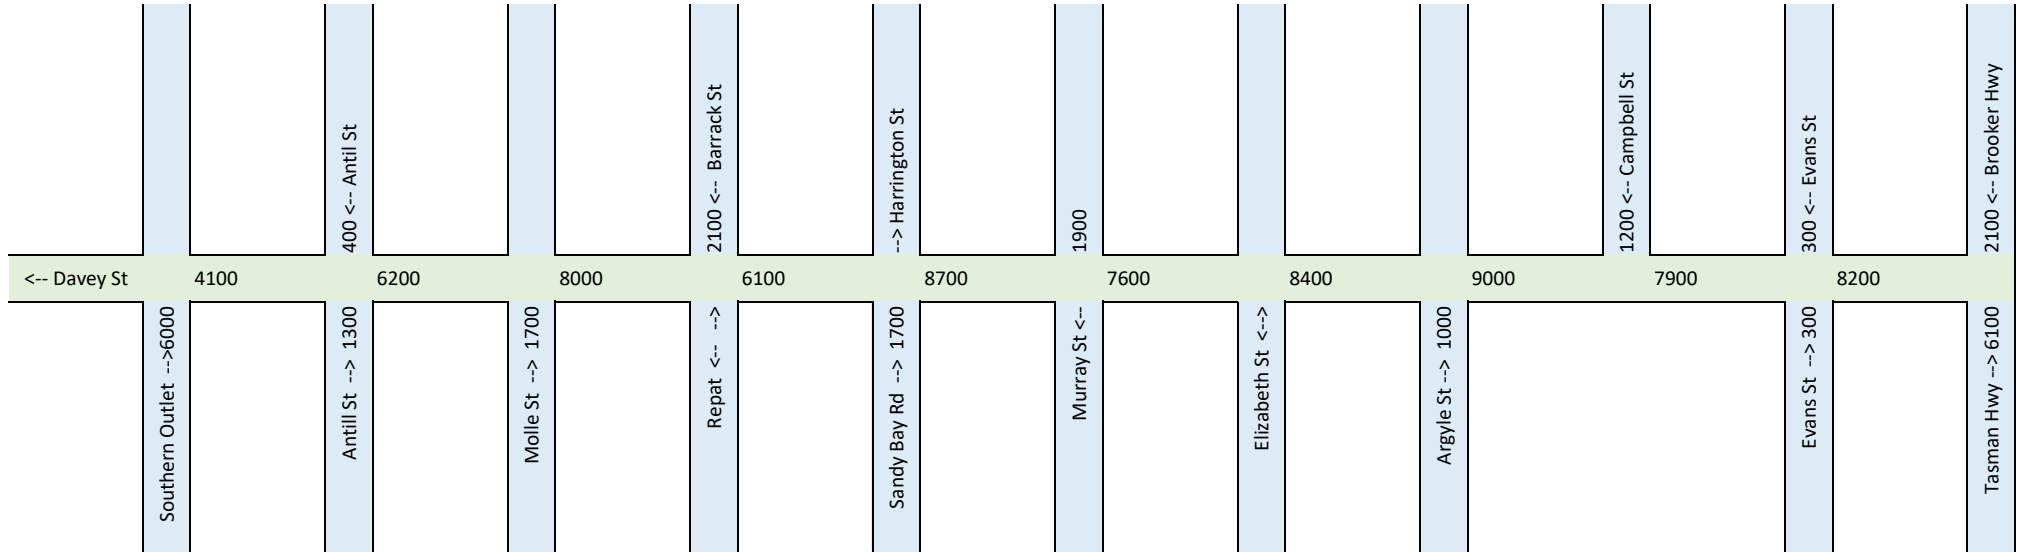 400 <-- Antil St
2100 <-- Barrack St
--> Harrington St
1900
1200 <-- Campbell St
300 <-- Evans St
2100 <-- Brooker Hwy
<-- Davey St 4100 6200 8000 6100 8700 7600 8400 9000 7900 8200
Southern Outlet -->6000
Antill St --> 1300
Molle St --> 1700
Repat <-- -->
Sandy Bay Rd --> 1700
Murray St <--
Elizabeth St <-->
Argyle St --> 1000
Evans St --> 300
Tasman Hwy --> 6100